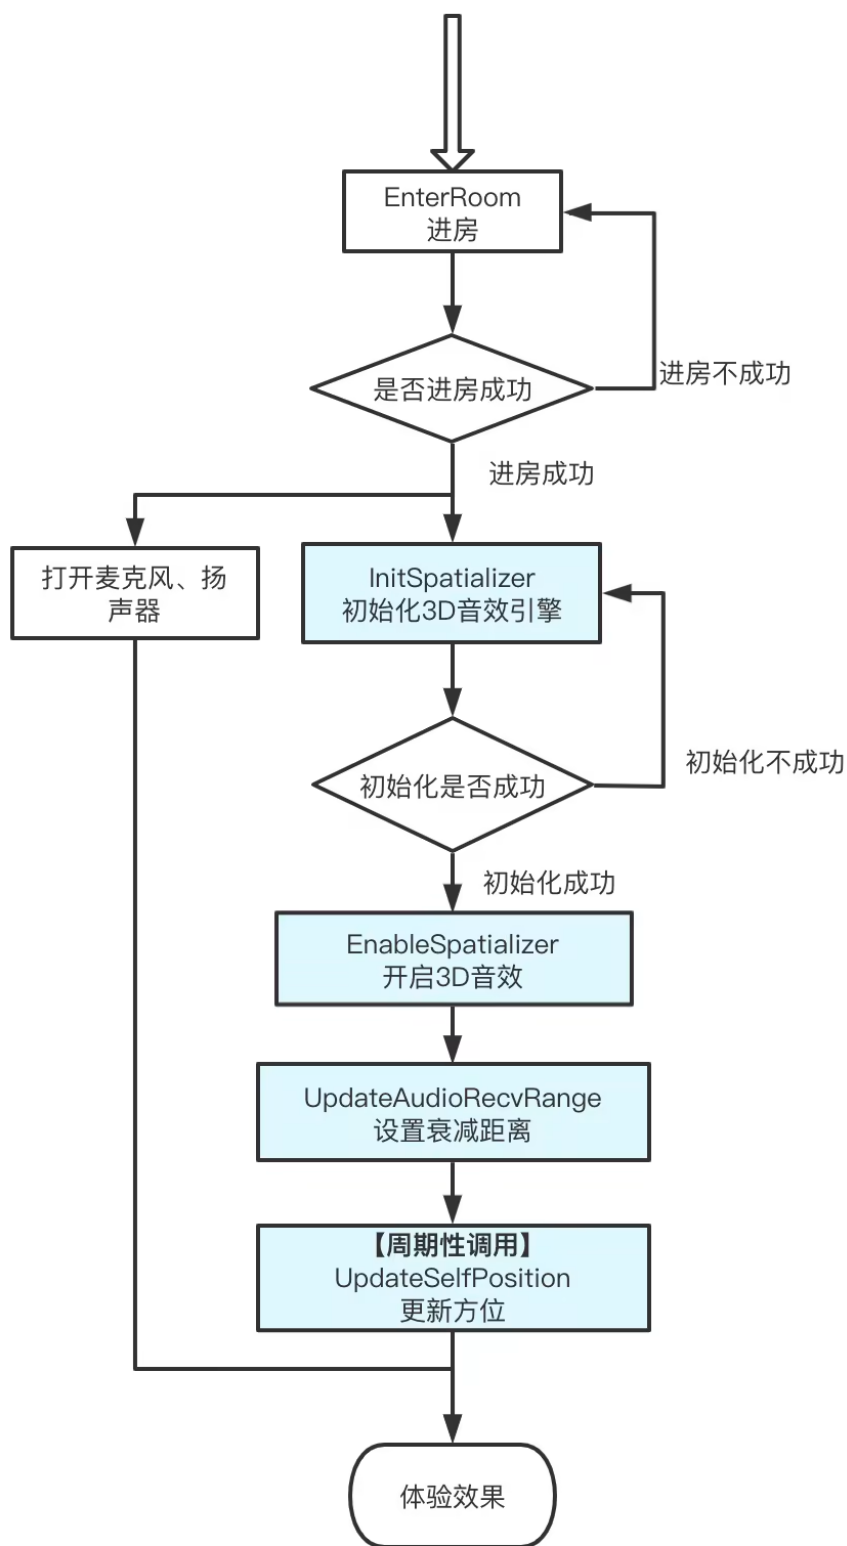 EnterRoom
进房
是否进房成功
进房不成功
进房成功
打开麦克风、扬
声器
InitSpatializer
初始化3D音效引擎
初始化是否成功
初始化不成功
初始化成功
EnableSpatializer
开启3D音效
UpdateAudioRecvRange
设置衰减距离
【周期性调用】
UpdateSelfPosition
更新方位
体验效果